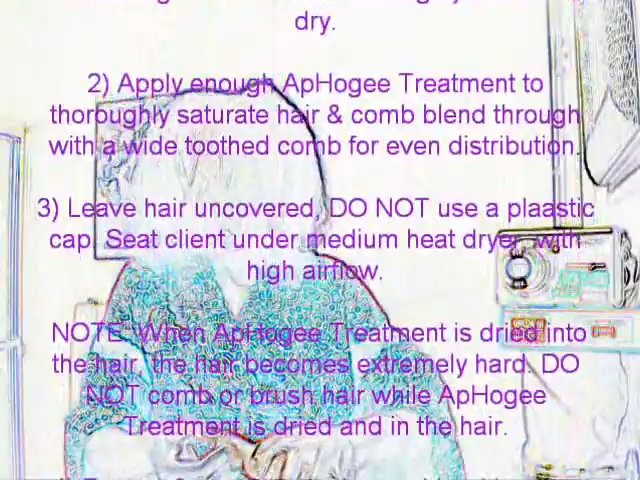 dry.
2) Apply enough ApHogee Treatment to
thoroughly saturate hair & comb blend through
with a wide toothed comb for even distribution.
3) Leave hair uncovered, DO NOT use a plaastic
cap. Seat client under medium heat dryer, with
high airflow.
NOTE: When ApHogee Treatment is dried into
the hair, the hair becomes extremely hard. DO
NOT comb or brush hair while ApHogee
Treatment is dried and in the hair.